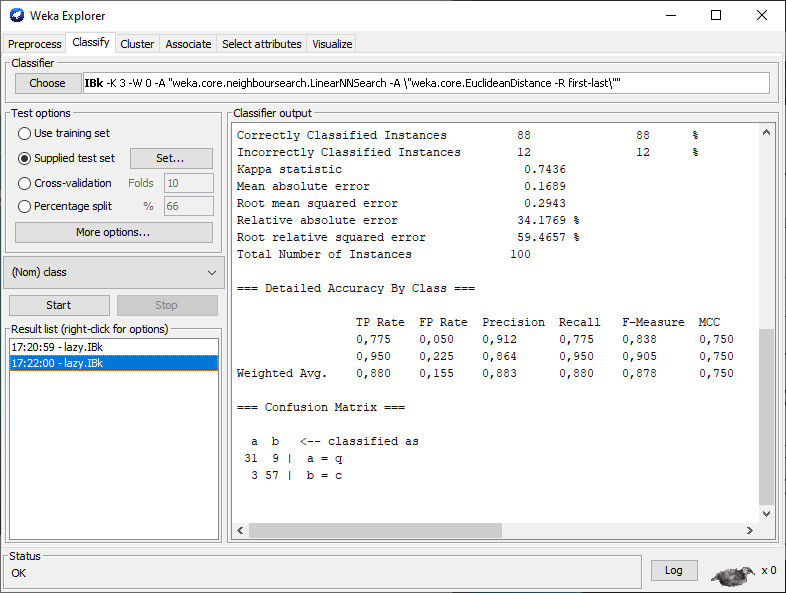 Weka Explorer
Preprocess Classify Cluster Associate Select attributes Visualize
Classifier
Choose IBk -K 3 -W 0 -A "weka.core.neighboursearch.LinearNNSearch -A \"weka.core.EuclideanDistance -R first-last\""
Test options
Use training set
Supplied test set Set...
Cross-validation Folds 10
Percentage split % 66
More options...
(Nom) class
Start Stop
Result list (right-click for options)
17:20:59 - lazy.IBk
17:22:00 - lazy.IBk
Classifier output
Correctly Classified Instances 88 88 %
Incorrectly Classified Instances 12 12 %
Kappa statistic 0.7436
Mean absolute error 0.1689
Root mean squared error 0.2943
Relative absolute error 34.1769 %
Root relative squared error 59.4657 %
Total Number of Instances 100
=== Detailed Accuracy By Class ===
TP Rate FP Rate Precision Recall F-Measure MCC
0,775 0,050 0,912 0,775 0,838 0,750
0,950 0,225 0,864 0,950 0,905 0,750
Weighted Avg. 0,880 0,155 0,883 0,880 0,878 0,750
=== Confusion Matrix ===
a b <-- classified as
31 9 | a = q
3 57 | b = c
Status
OK
Log x 0